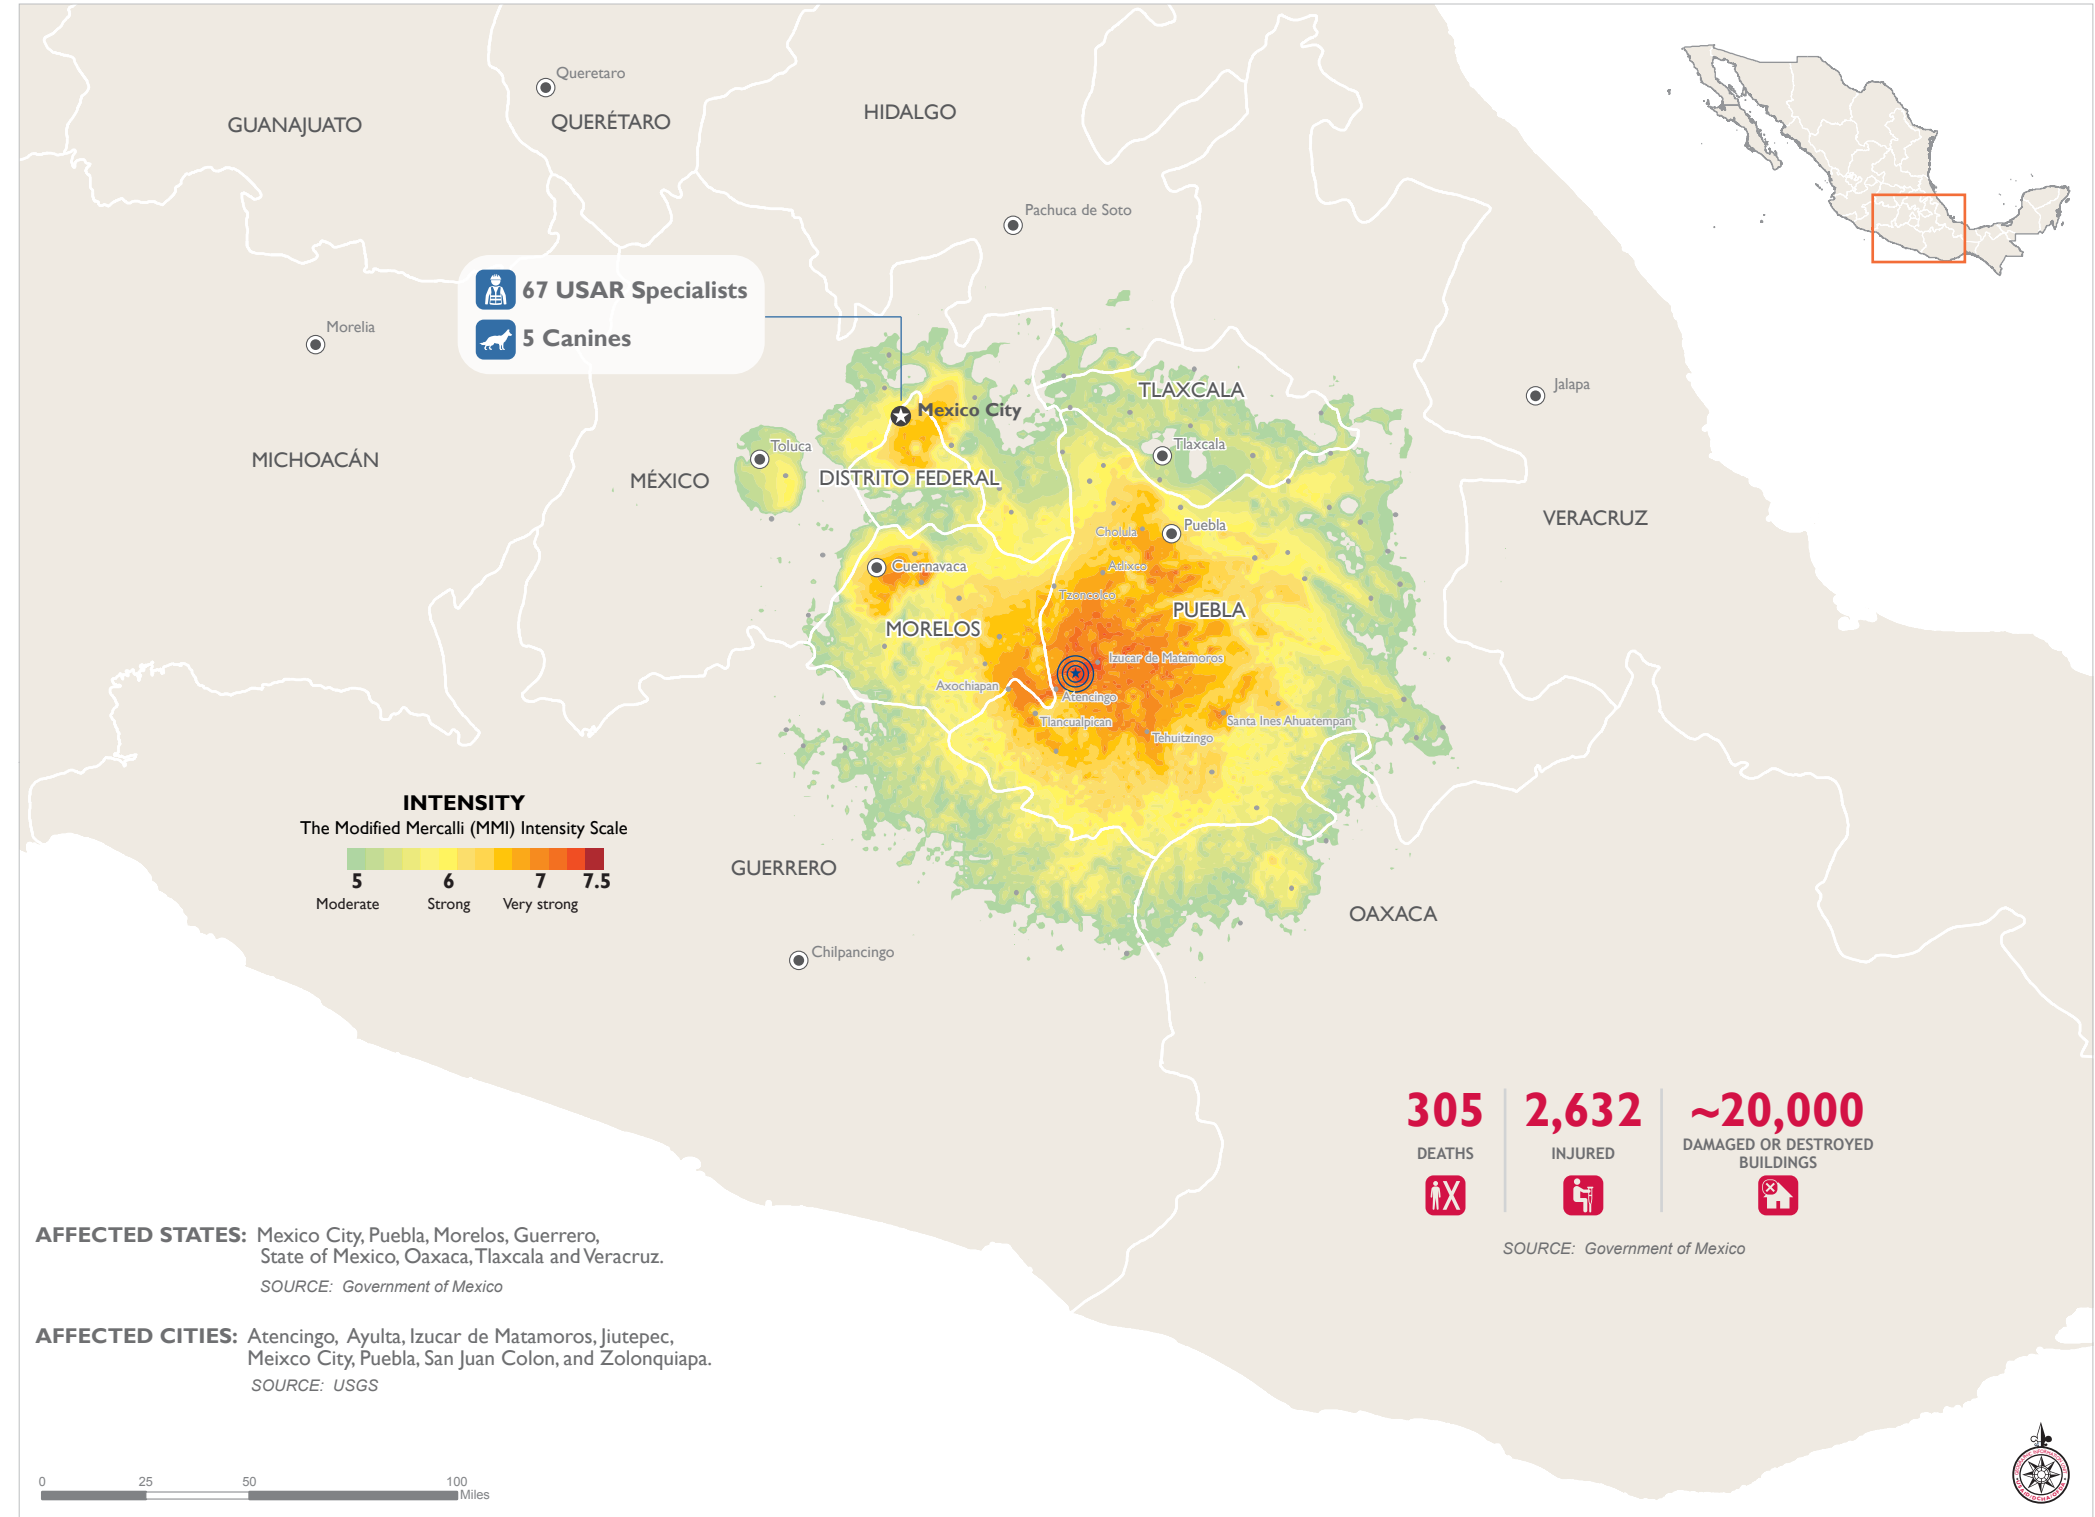 Queretaro
GUANAJUATO
QUERÉTARO
HIDALGO
Pachuca de Soto
67 USAR Specialists
5 Canines
Morelia
Jalapa
TLAXCALA
Mexico City
Toluca
Tlaxcala
MICHOACÁN
MÉXICO
DISTRITO FEDERAL
VERACRUZ
Puebla
Cholula
Cuernavaca
Atlixco
Tzoncolco
PUEBLA
MORELOS
Izucar de Matamoros
Axochiapan
Atencingo
Tlancualpican
Santa Ines Ahuatempan
Tehuitzingo
INTENSITY
The Modified Mercalli (MMI) Intensity Scale
5 6 7 7.5
Moderate Strong Very strong
GUERRERO
OAXACA
Chilpancingo
305 2,632 ~20,000
DEATHS INJURED DAMAGED OR DESTROYED
BUILDINGS
SOURCE: Government of Mexico
AFFECTED STATES: Mexico City, Puebla, Morelos, Guerrero,
State of Mexico, Oaxaca, Tlaxcala and Veracruz.
SOURCE: Government of Mexico
AFFECTED CITIES: Atencingo, Ayulta, Izucar de Matamoros, Jiutepec,
Meixco City, Puebla, San Juan Colon, and Zolonquiapa.
SOURCE: USGS
0 25 50 100
Miles